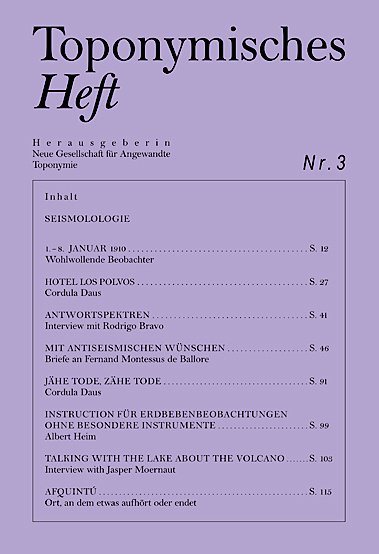 Toponymisches
Heft
Herausgeberin
Neue Gesellschaft für Angewandte
Toponymie
Nr. 3
Inhalt
SEISMOLOLOGIE
1. – 8. JANUAR 1910 ........................................ S. 12
Wohlwollende Beobachter
HOTEL LOS POLVOS ........................................ S. 27
Cordula Daus
ANTWORTSPEKTREN ........................................ S. 41
Interview mit Rodrigo Bravo
MIT ANTISEISMISCHEN WÜNSCHEN .................. S. 46
Briefe an Fernand Montessus de Ballore
JÄHE TODE, ZÄHE TODE .................................. S. 91
Cordula Daus
INSTRUCTION FÜR ERDBEBENBEOBACHTUNGEN
OHNE BESONDERE INSTRUMENTE .................... S. 99
Albert Heim
TALKING WITH THE LAKE ABOUT THE VOLCANO ...... S. 103
Interview with Jasper Moernaut
AFQUINTÚ .................................................. S. 115
Ort, an dem etwas aufhört oder endet